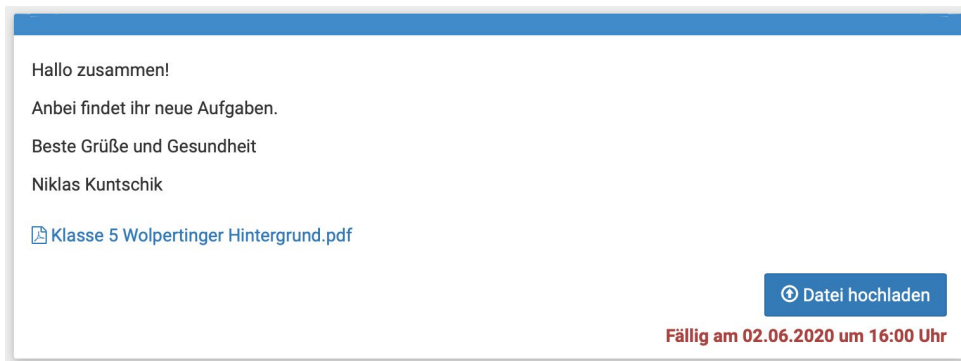 Hallo zusammen!
Anbei findet ihr neue Aufgaben.
Beste Grüße und Gesundheit
Niklas Kuntschik
Klasse 5 Wolpertinger Hintergrund.pdf
Datei hochladen
Fällig am 02.06.2020 um 16:00 Uhr